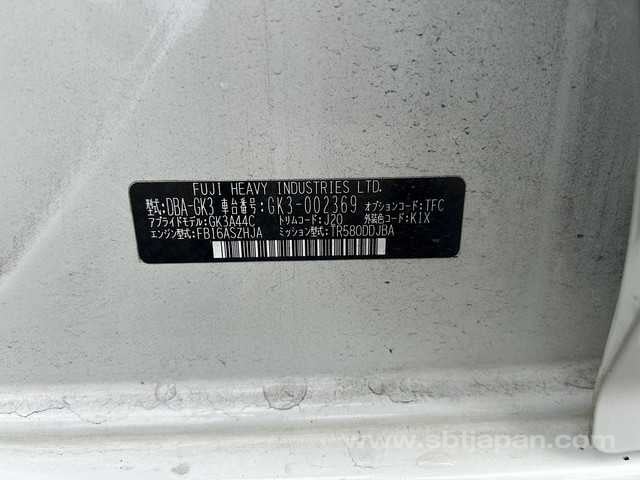 FUJI HEAVY INDUSTRIES LTD.
型式:DBA-GK3 車台番号:GK3-002369 オプションコード:TFC
アプライドモデル:GK3A44C トリムコード:J20 外装色コード:K1X
エンジン型式:FB16ASZHJA ミッション型式:TR580DDJBA
www.sbtjapan.com